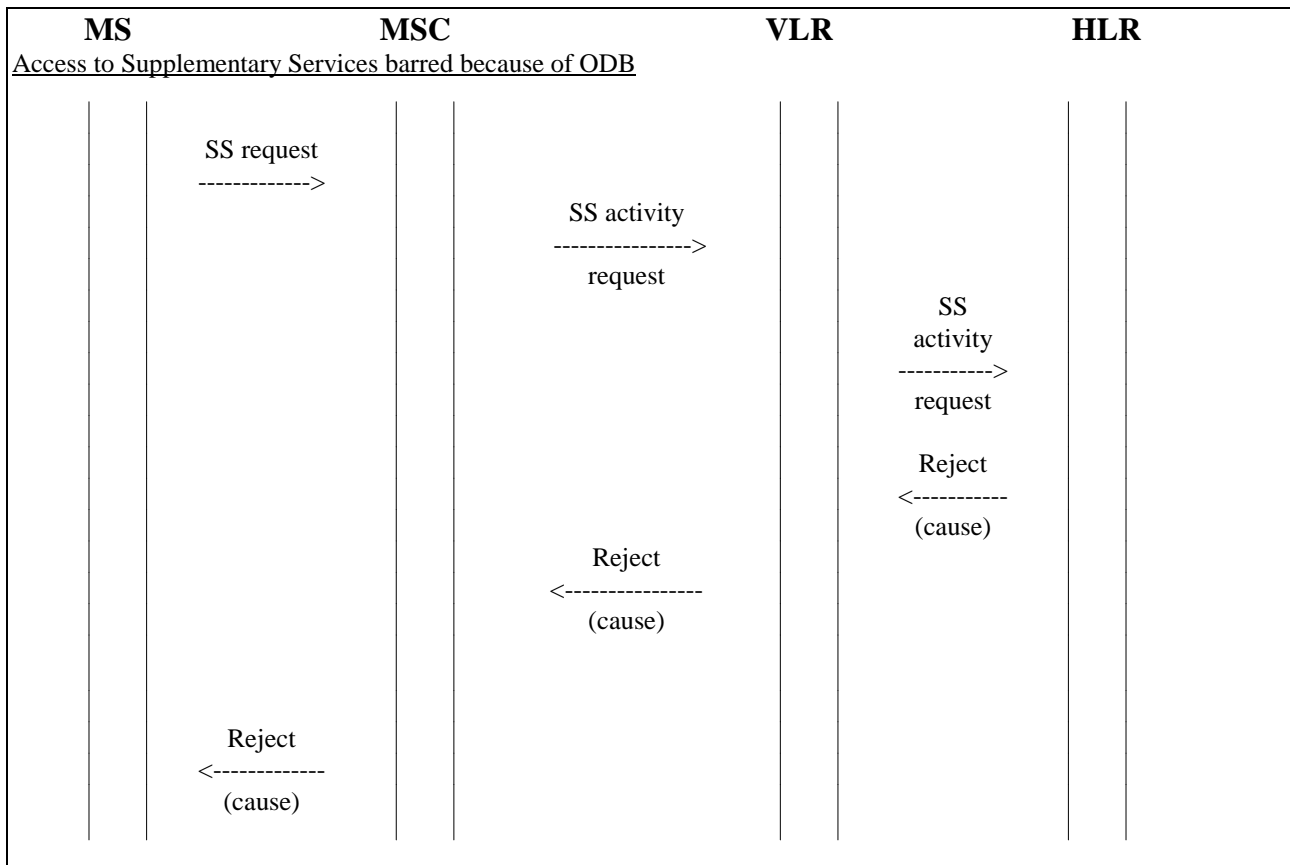 MS MSC VLR HLR
Access to Supplementary Services barred because of ODB
SS request
------------->
SS activity
---------------->
request
SS
activity
----------->
request
Reject
<-----------
(cause)
Reject
<----------------
(cause)
Reject
<-------------
(cause)